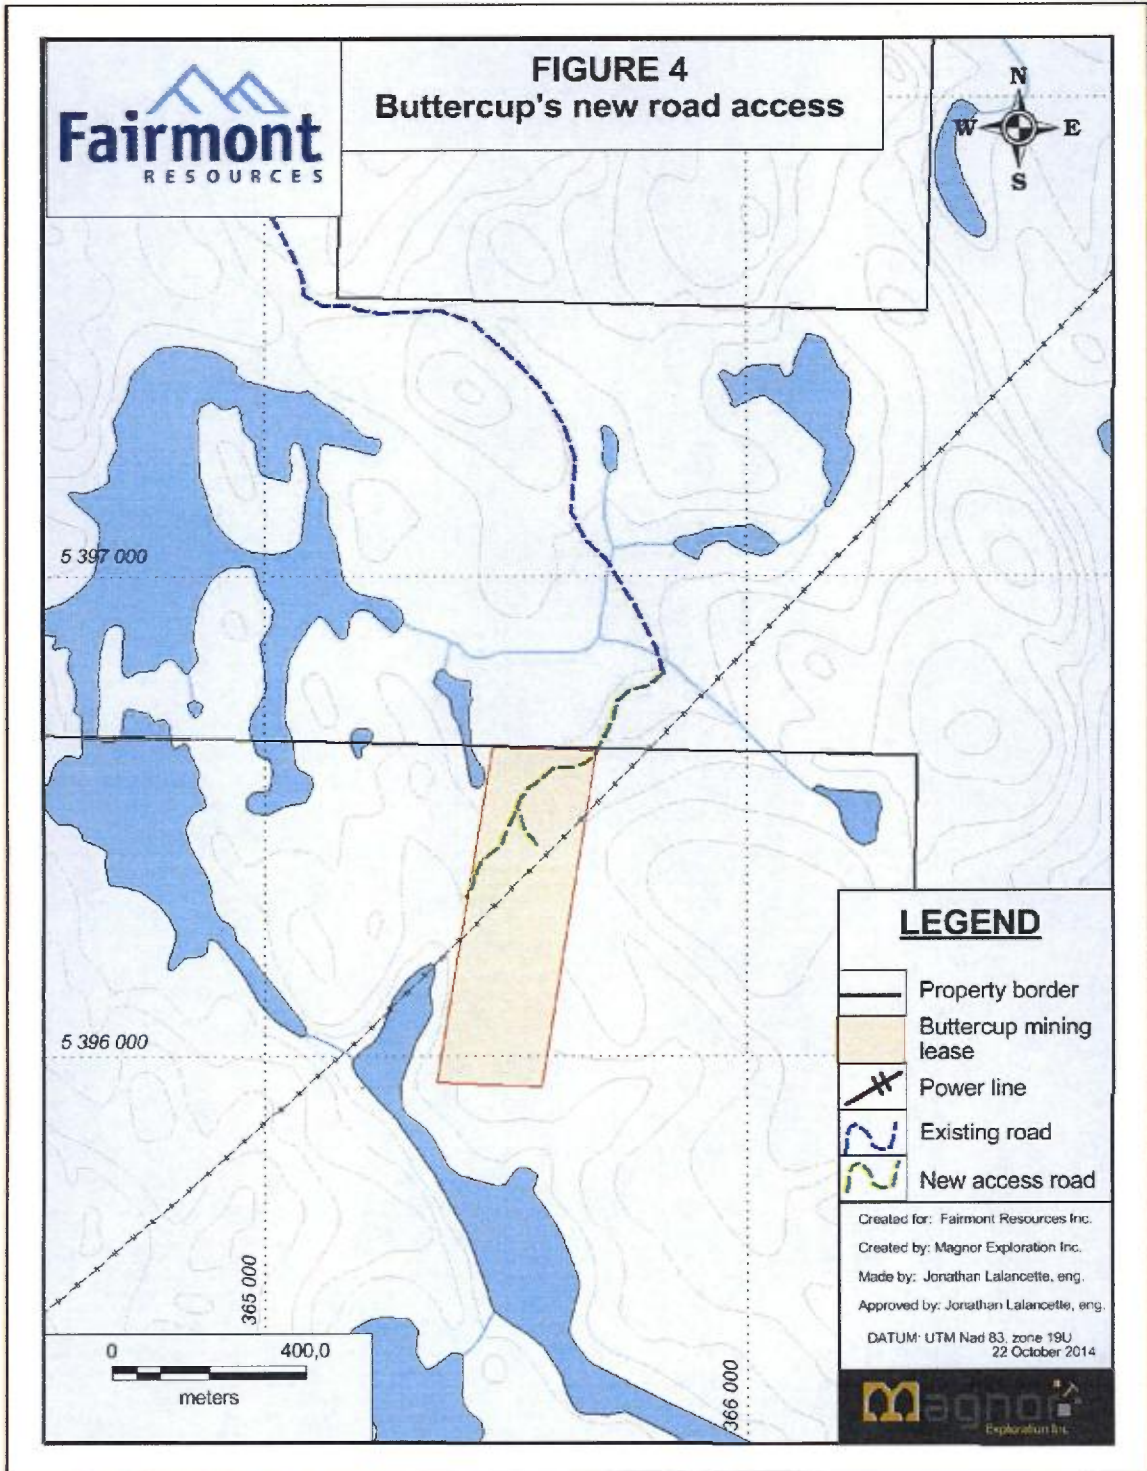 Fairmont
RESOURCES
FIGURE 4
Buttercup's new road access
N
W E
S
5 397 000
5 396 000
365 000
366 000
0 400,0
meters
LEGEND
Property border
Buttercup mining
lease
Power line
Existing road
New access road
Created for: Fairmont Resources Inc.
Created by: Magnor Exploration Inc.
Made by: Jonathan Lalancette, eng.
Approved by: Jonathan Lalancette, eng.
DATUM: UTM Nad 83, zone 19U
22 October 2014
Magnor
Exploration Inc.